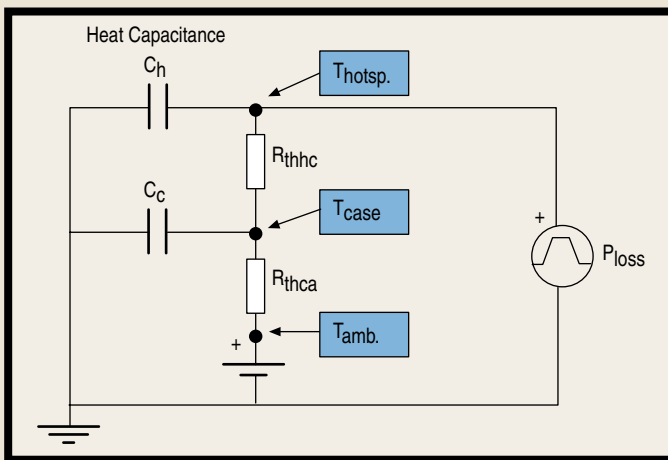 Heat Capacitance
Ch
Thotsp.
Rthhc
Cc
Tcase
+
Ploss
Rthca
Tamb.
+